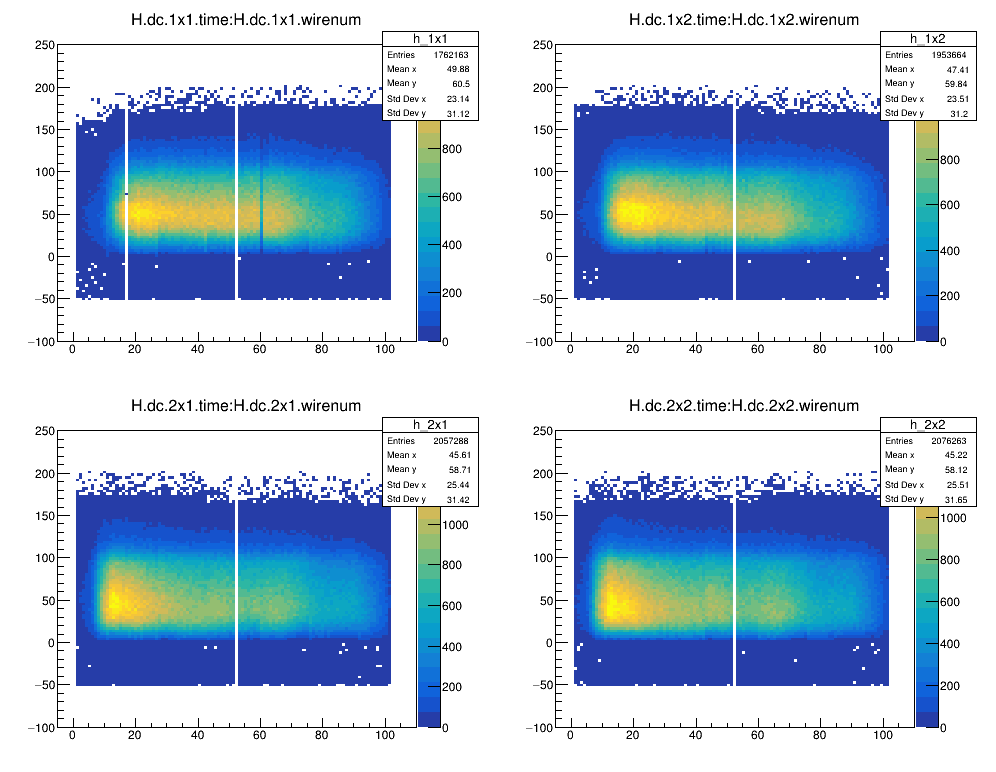 H.dc.1x1.time:H.dc.1x1.wirenum
h_1x1
Entries 1762163
Mean x 49.88
Mean y 60.5
Std Dev x 23.14
Std Dev y 31.12
250
200
150
100
50
0
−50
−100
0 20 40 60 80 100
800
600
400
200
0
H.dc.1x2.time:H.dc.1x2.wirenum
h_1x2
Entries 1953664
Mean x 47.41
Mean y 59.84
Std Dev x 23.51
Std Dev y 31.2
250
200
150
100
50
0
−50
−100
0 20 40 60 80 100
800
600
400
200
0
H.dc.2x1.time:H.dc.2x1.wirenum
h_2x1
Entries 2057288
Mean x 45.61
Mean y 58.71
Std Dev x 25.44
Std Dev y 31.42
250
200
150
100
50
0
−50
−100
0 20 40 60 80 100
1000
800
600
400
200
0
H.dc.2x2.time:H.dc.2x2.wirenum
h_2x2
Entries 2076263
Mean x 45.22
Mean y 58.12
Std Dev x 25.51
Std Dev y 31.65
250
200
150
100
50
0
−50
−100
0 20 40 60 80 100
1000
800
600
400
200
0